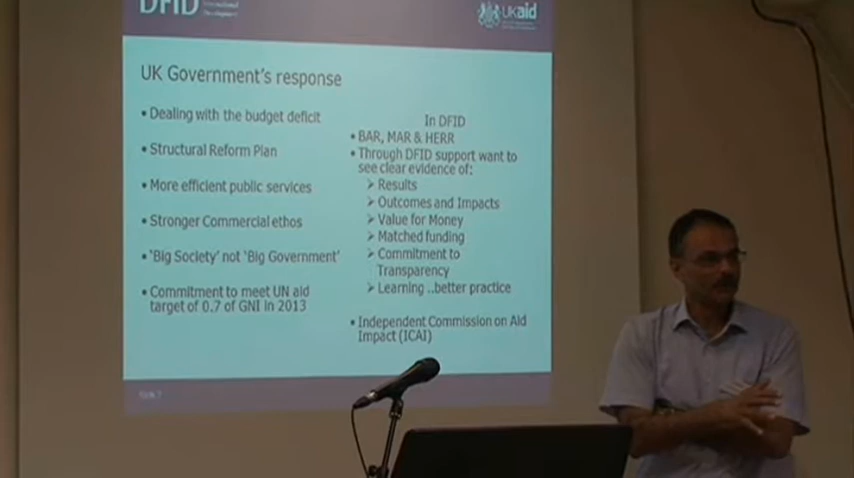 DFID
International
Development
UKaid
UK Government's response
• Dealing with the budget deficit
• Structural Reform Plan
• More efficient public services
• Stronger Commercial ethos
• 'Big Society' not 'Big Government'
• Commitment to meet UN aid
target of 0.7 of GNI in 2013
In DFID
• BAR, MAR & HERR
• Through DFID support want to
see clear evidence of:
➢ Results
➢ Outcomes and Impacts
➢ Value for Money
➢ Matched funding
➢ Commitment to
Transparency
➢ Learning ..better practice
• Independent Commission on Aid
Impact (ICAI)